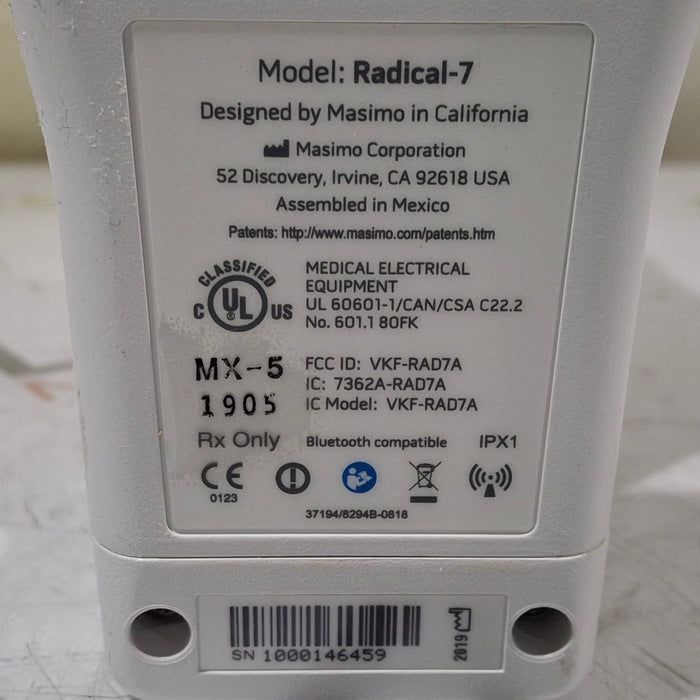 Model: Radical-7
Designed by Masimo in California
Masimo Corporation
52 Discovery, Irvine, CA 92618 USA
Assembled in Mexico
Patents: http://www.masimo.com/patents.htm
CLASSIFIED
C UL US
MEDICAL ELECTRICAL
EQUIPMENT
UL 60601-1/CAN/CSA C22.2
No. 601.1 80FK
MX-5
1905
FCC ID: VKF-RAD7A
IC: 7362A-RAD7A
IC Model: VKF-RAD7A
Rx Only
Bluetooth compatible
IPX1
CE
0123
37194/8294B-0818
SN 1000146459
2019